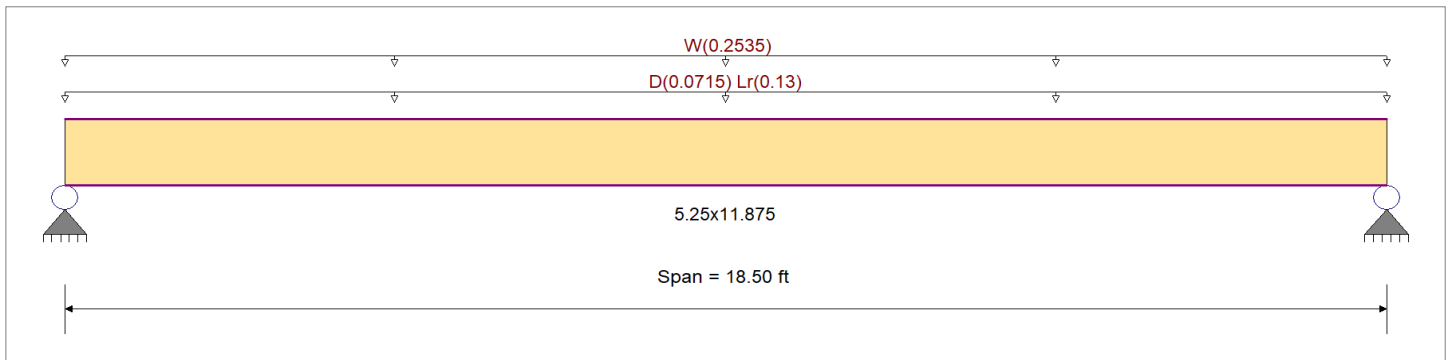 W(0.2535)
D(0.0715) Lr(0.13)
5.25x11.875
Span = 18.50 ft